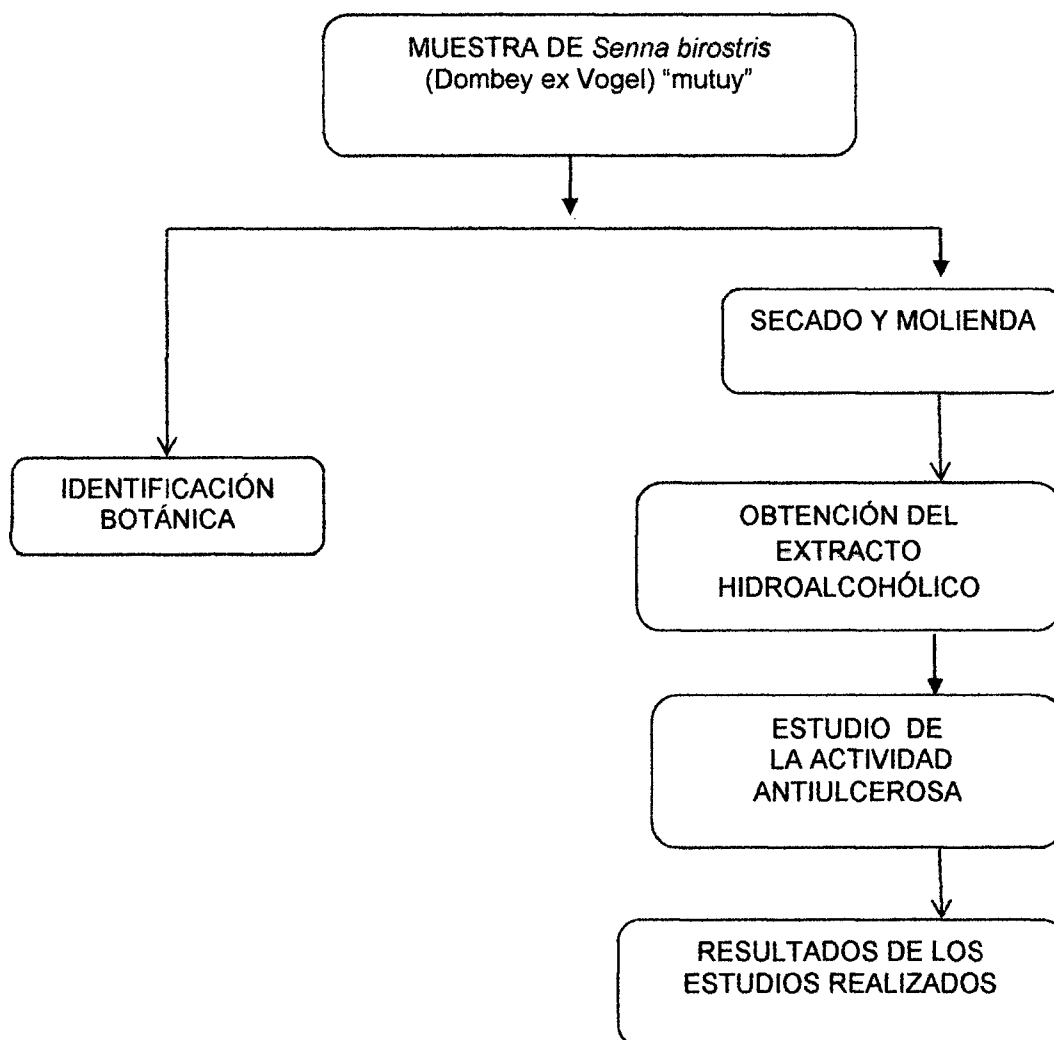 MUESTRA DE Senna birostris
(Dombey ex Vogel) “mutuy”
SECADO Y MOLIENDA
IDENTIFICACIÓN
BOTÁNICA
OBTENCIÓN DEL
EXTRACTO
HIDROALCOHÓLICO
ESTUDIO DE
LA ACTIVIDAD
ANTIULCEROSA
RESULTADOS DE LOS
ESTUDIOS REALIZADOS